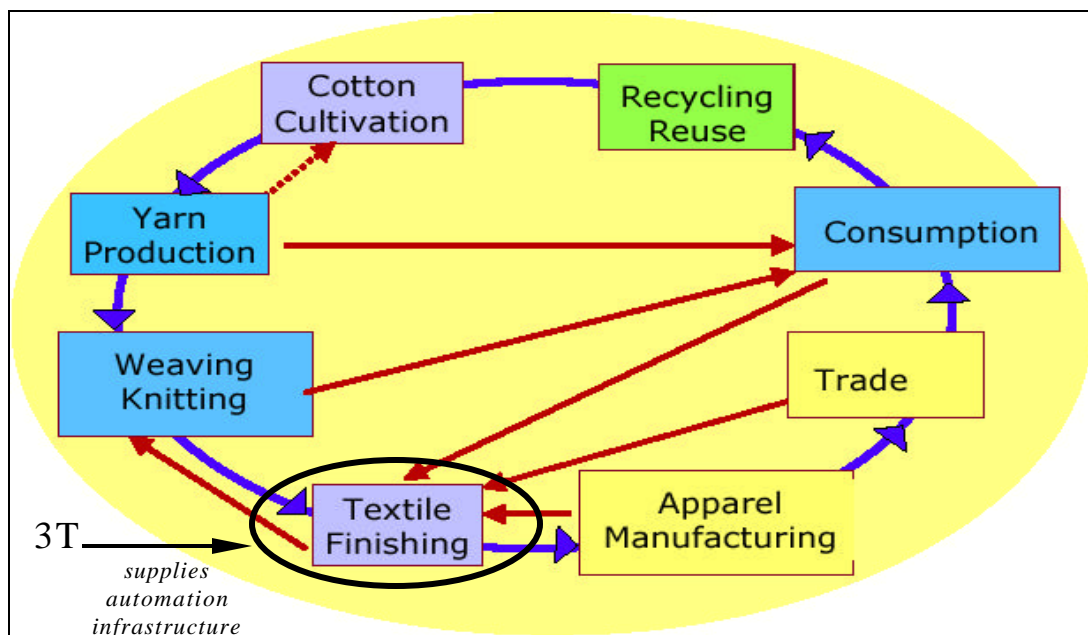 Cotton
Cultivation
Recycling
Reuse
Yarn
Production
Consumption
Weaving
Knitting
Trade
Textile
Finishing
Apparel
Manufacturing
3T
supplies
automation
infrastructure